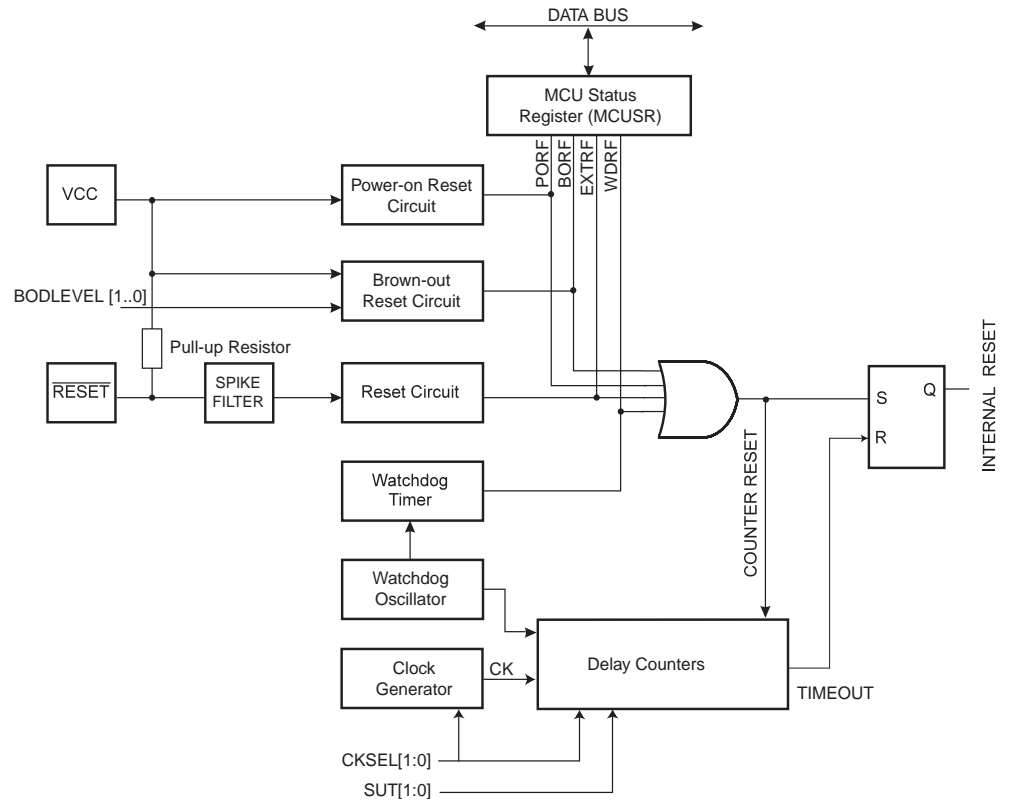 DATA BUS
MCU Status
Register (MCUSR)
PORF
BORF
EXTRF
WDRF
VCC
Power-on Reset
Circuit
BODLEVEL [1..0]
Brown-out
Reset Circuit
Pull-up Resistor
RESET
SPIKE
FILTER
Reset Circuit
S
Q
R
INTERNAL RESET
Watchdog
Timer
COUNTER RESET
Watchdog
Oscillator
Clock
Generator
CK
Delay Counters
TIMEOUT
CKSEL[1:0]
SUT[1:0]